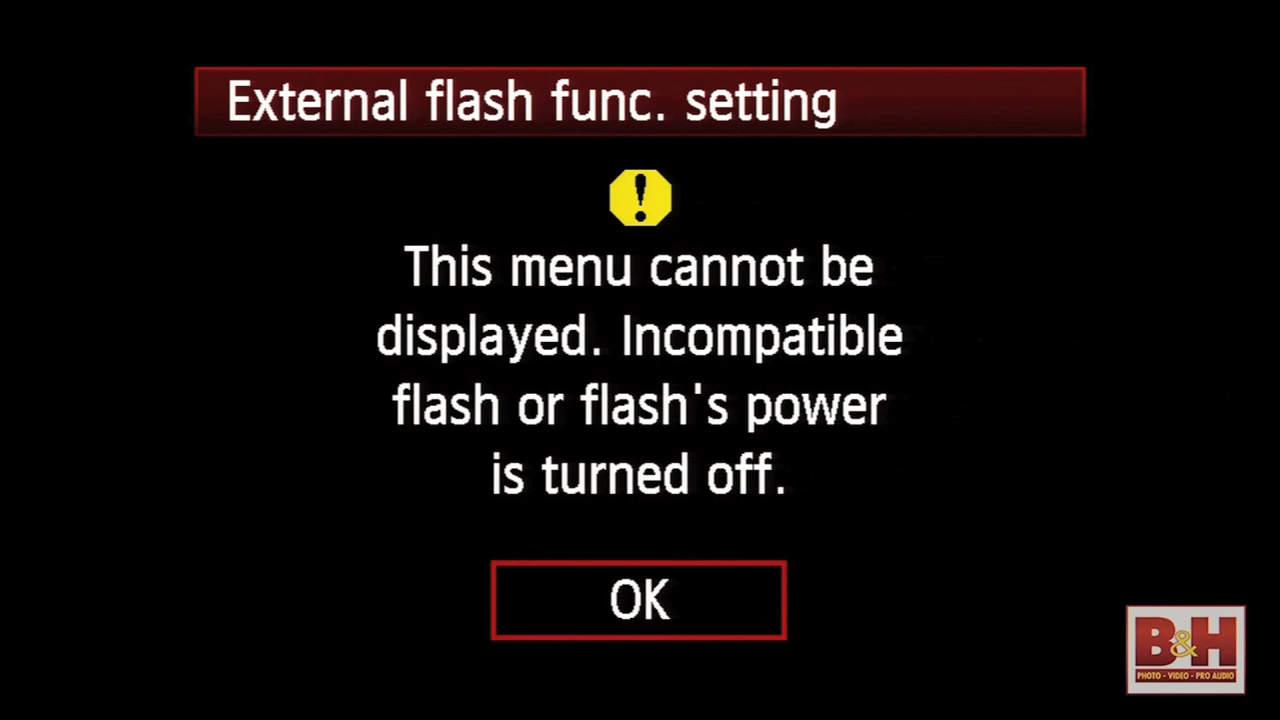 External flash func. setting
!
This menu cannot be
displayed. Incompatible
flash or flash's power
is turned off.
OK
B&H
PHOTO - VIDEO - PRO AUDIO